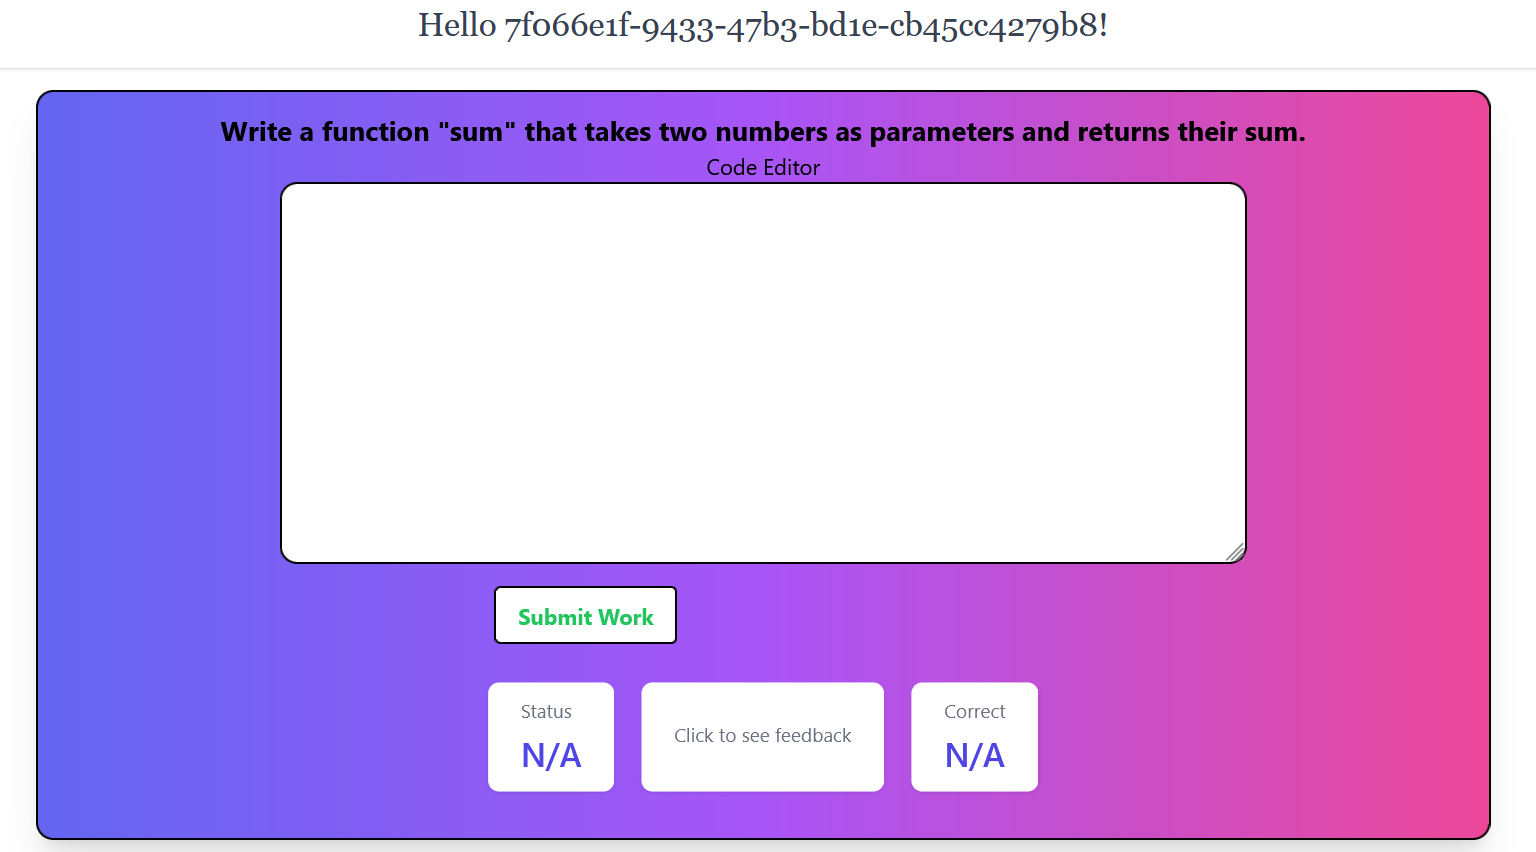 Hello 7f066e1f-9433-47b3-bd1e-cb45cc4279b8!
Write a function "sum" that takes two numbers as parameters and returns their sum.
Code Editor
Submit Work
Status
N/A
Click to see feedback
Correct
N/A